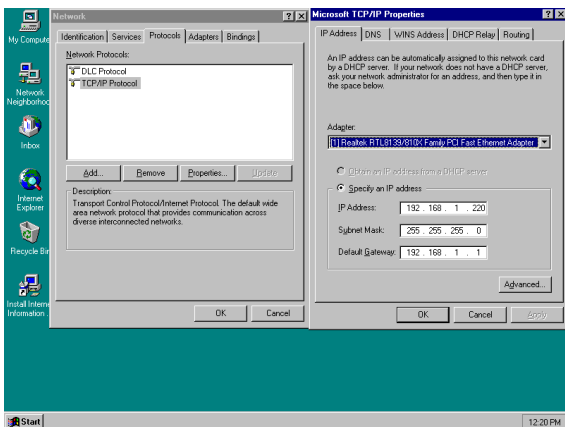 My Compute
Network
Neighborhoo
Inbox
Internet
Explorer
Recycle Bin
Install Interne
Information .
Network
Identification
Services
Protocols
Adapters
Bindings
Network Protocols:
DLC Protocol
TCP/IP Protocol
Add...
Remove
Properties...
Update
Description:
Transport Control Protocol/Internet Protocol. The default wide
area network protocol that provides communication across
diverse interconnected networks.
OK
Cancel
Microsoft TCP/IP Properties
IP Address
DNS
WINS Address
DHCP Relay
Routing
An IP address can be automatically assigned to this network card
by a DHCP server. If your network does not have a DHCP server,
ask your network administrator for an address, and then type it in
the space below.
Adapter:
[1] Realtek RTL8139/810X Family PCI Fast Ethernet Adapter
Obtain an IP address from a DHCP server
Specify an IP address
IP Address: 192 . 168 . 1 . 220
Subnet Mask: 255 . 255 . 255 . 0
Default Gateway: 192 . 168 . 1 . 1
Advanced...
OK
Cancel
Apply
Start
12:20 PM